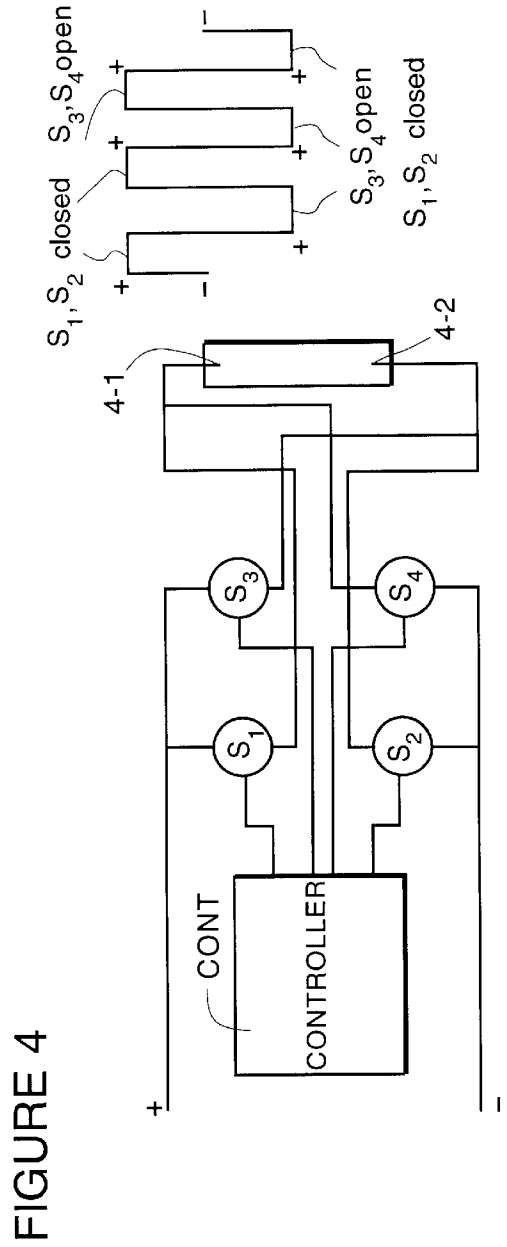 FIGURE 4
+
−
CONT
CONTROLLER
S1
S2
S3
S4
4-1
4-2
S1, S2 closed
S3, S4 open
+
−
+
+
+
+
+
−
S3, S4 open
S1, S2 closed